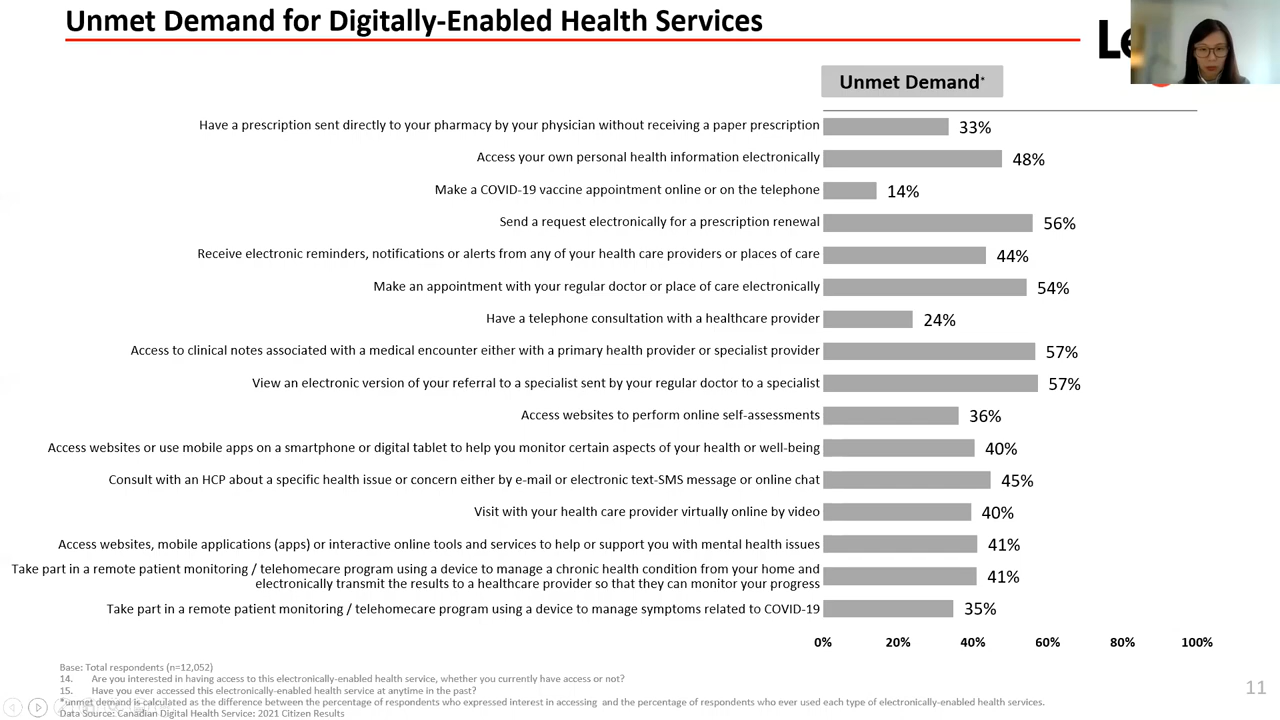 Unmet Demand for Digitally-Enabled Health Services
Le
Unmet Demand*
Have a prescription sent directly to your pharmacy by your physician without receiving a paper prescription 33%
Access your own personal health information electronically 48%
Make a COVID-19 vaccine appointment online or on the telephone 14%
Send a request electronically for a prescription renewal 56%
Receive electronic reminders, notifications or alerts from any of your health care providers or places of care 44%
Make an appointment with your regular doctor or place of care electronically 54%
Have a telephone consultation with a healthcare provider 24%
Access to clinical notes associated with a medical encounter either with a primary health provider or specialist provider 57%
View an electronic version of your referral to a specialist sent by your regular doctor to a specialist 57%
Access websites to perform online self-assessments 36%
Access websites or use mobile apps on a smartphone or digital tablet to help you monitor certain aspects of your health or well-being 40%
Consult with an HCP about a specific health issue or concern either by e-mail or electronic text-SMS message or online chat 45%
Visit with your health care provider virtually online by video 40%
Access websites, mobile applications (apps) or interactive online tools and services to help or support you with mental health issues 41%
Take part in a remote patient monitoring / telehomecare program using a device to manage a chronic health condition from your home and
electronically transmit the results to a healthcare provider so that they can monitor your progress 41%
Take part in a remote patient monitoring / telehomecare program using a device to manage symptoms related to COVID-19 35%
0% 20% 40% 60% 80% 100%
Base: Total respondents (n=12,052)
14. Are you interested in having access to this electronically-enabled health service, whether you currently have access or not?
15. Have you ever accessed this electronically-enabled health service at anytime in the past?
*unmet demand is calculated as the difference between the percentage of respondents who expressed interest in accessing and the percentage of respondents who ever used each type of electronically-enabled health services.
Data Source: Canadian Digital Health Service: 2021 Citizen Results
11